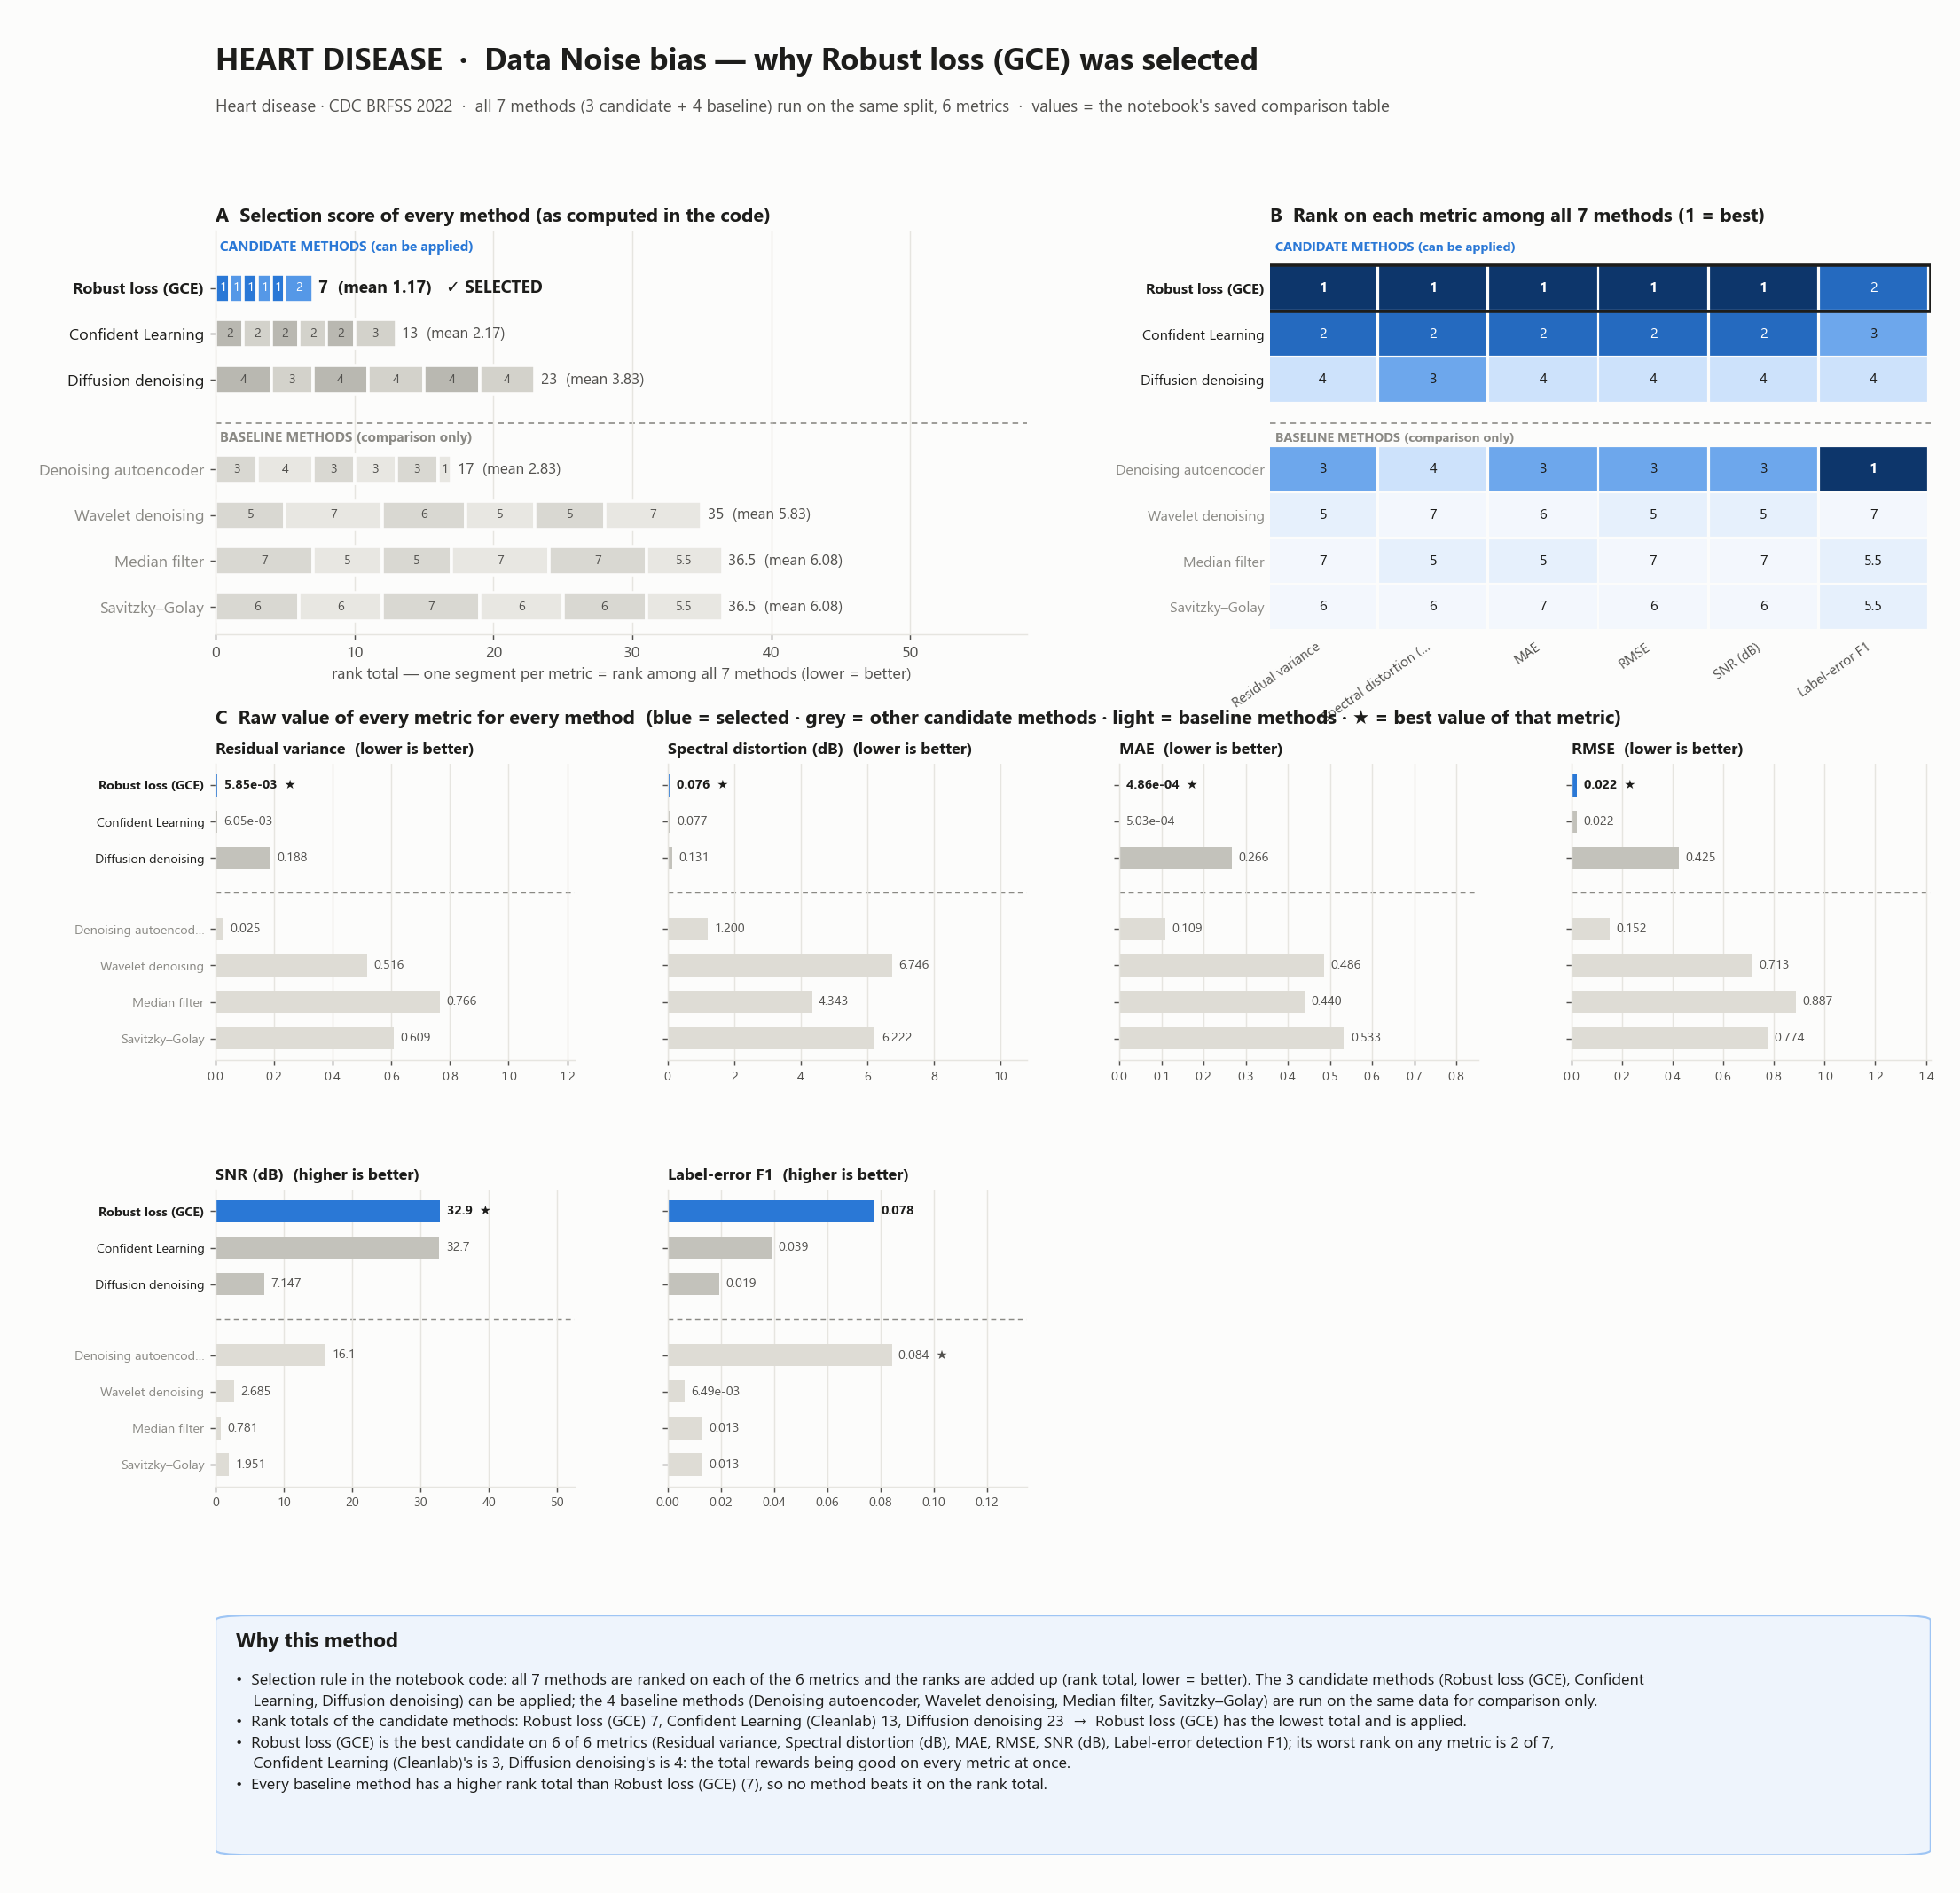 HEART DISEASE · Data Noise bias — why Robust loss (GCE) was selected
Heart disease · CDC BRFSS 2022 · all 7 methods (3 candidate + 4 baseline) run on the same split, 6 metrics · values = the notebook's saved comparison table
A Selection score of every method (as computed in the code)
CANDIDATE METHODS (can be applied)
Robust loss (GCE) 1 1 1 1 1 2 7 (mean 1.17) ✓ SELECTED
Confident Learning 2 2 2 2 2 3 13 (mean 2.17)
Diffusion denoising 4 3 4 4 4 4 23 (mean 3.83)
BASELINE METHODS (comparison only)
Denoising autoencoder 3 4 3 3 3 1 17 (mean 2.83)
Wavelet denoising 5 7 6 5 5 7 35 (mean 5.83)
Median filter 7 5 5 7 7 5.5 36.5 (mean 6.08)
Savitzky–Golay 6 6 7 6 6 5.5 36.5 (mean 6.08)
0 10 20 30 40 50
rank total — one segment per metric = rank among all 7 methods (lower = better)
B Rank on each metric among all 7 methods (1 = best)
CANDIDATE METHODS (can be applied)
Robust loss (GCE) 1 1 1 1 1 2
Confident Learning 2 2 2 2 2 3
Diffusion denoising 4 3 4 4 4 4
BASELINE METHODS (comparison only)
Denoising autoencoder 3 4 3 3 3 1
Wavelet denoising 5 7 6 5 5 7
Median filter 7 5 5 7 7 5.5
Savitzky–Golay 6 6 7 6 6 5.5
Residual variance
Spectral distortion (...
MAE
RMSE
SNR (dB)
Label-error F1
C Raw value of every metric for every method (blue = selected · grey = other candidate methods · light = baseline methods · ★ = best value of that metric)
Residual variance (lower is better)
Robust loss (GCE) 5.85e-03 ★
Confident Learning 6.05e-03
Diffusion denoising 0.188
Denoising autoencod... 0.025
Wavelet denoising 0.516
Median filter 0.766
Savitzky–Golay 0.609
0.0 0.2 0.4 0.6 0.8 1.0 1.2
Spectral distortion (dB) (lower is better)
0.076 ★
0.077
0.131
1.200
6.746
4.343
6.222
0 2 4 6 8 10
MAE (lower is better)
4.86e-04 ★
5.03e-04
0.266
0.109
0.486
0.440
0.533
0.0 0.1 0.2 0.3 0.4 0.5 0.6 0.7 0.8
RMSE (lower is better)
0.022 ★
0.022
0.425
0.152
0.713
0.887
0.774
0.0 0.2 0.4 0.6 0.8 1.0 1.2 1.4
SNR (dB) (higher is better)
Robust loss (GCE) 32.9 ★
Confident Learning 32.7
Diffusion denoising 7.147
Denoising autoencod... 16.1
Wavelet denoising 2.685
Median filter 0.781
Savitzky–Golay 1.951
0 10 20 30 40 50
Label-error F1 (higher is better)
0.078
0.039
0.019
0.084 ★
6.49e-03
0.013
0.013
0.00 0.02 0.04 0.06 0.08 0.10 0.12
Why this method
• Selection rule in the notebook code: all 7 methods are ranked on each of the 6 metrics and the ranks are added up (rank total, lower = better). The 3 candidate methods (Robust loss (GCE), Confident
Learning, Diffusion denoising) can be applied; the 4 baseline methods (Denoising autoencoder, Wavelet denoising, Median filter, Savitzky–Golay) are run on the same data for comparison only.
• Rank totals of the candidate methods: Robust loss (GCE) 7, Confident Learning (Cleanlab) 13, Diffusion denoising 23 → Robust loss (GCE) has the lowest total and is applied.
• Robust loss (GCE) is the best candidate on 6 of 6 metrics (Residual variance, Spectral distortion (dB), MAE, RMSE, SNR (dB), Label-error detection F1); its worst rank on any metric is 2 of 7,
Confident Learning (Cleanlab)'s is 3, Diffusion denoising's is 4: the total rewards being good on every metric at once.
• Every baseline method has a higher rank total than Robust loss (GCE) (7), so no method beats it on the rank total.